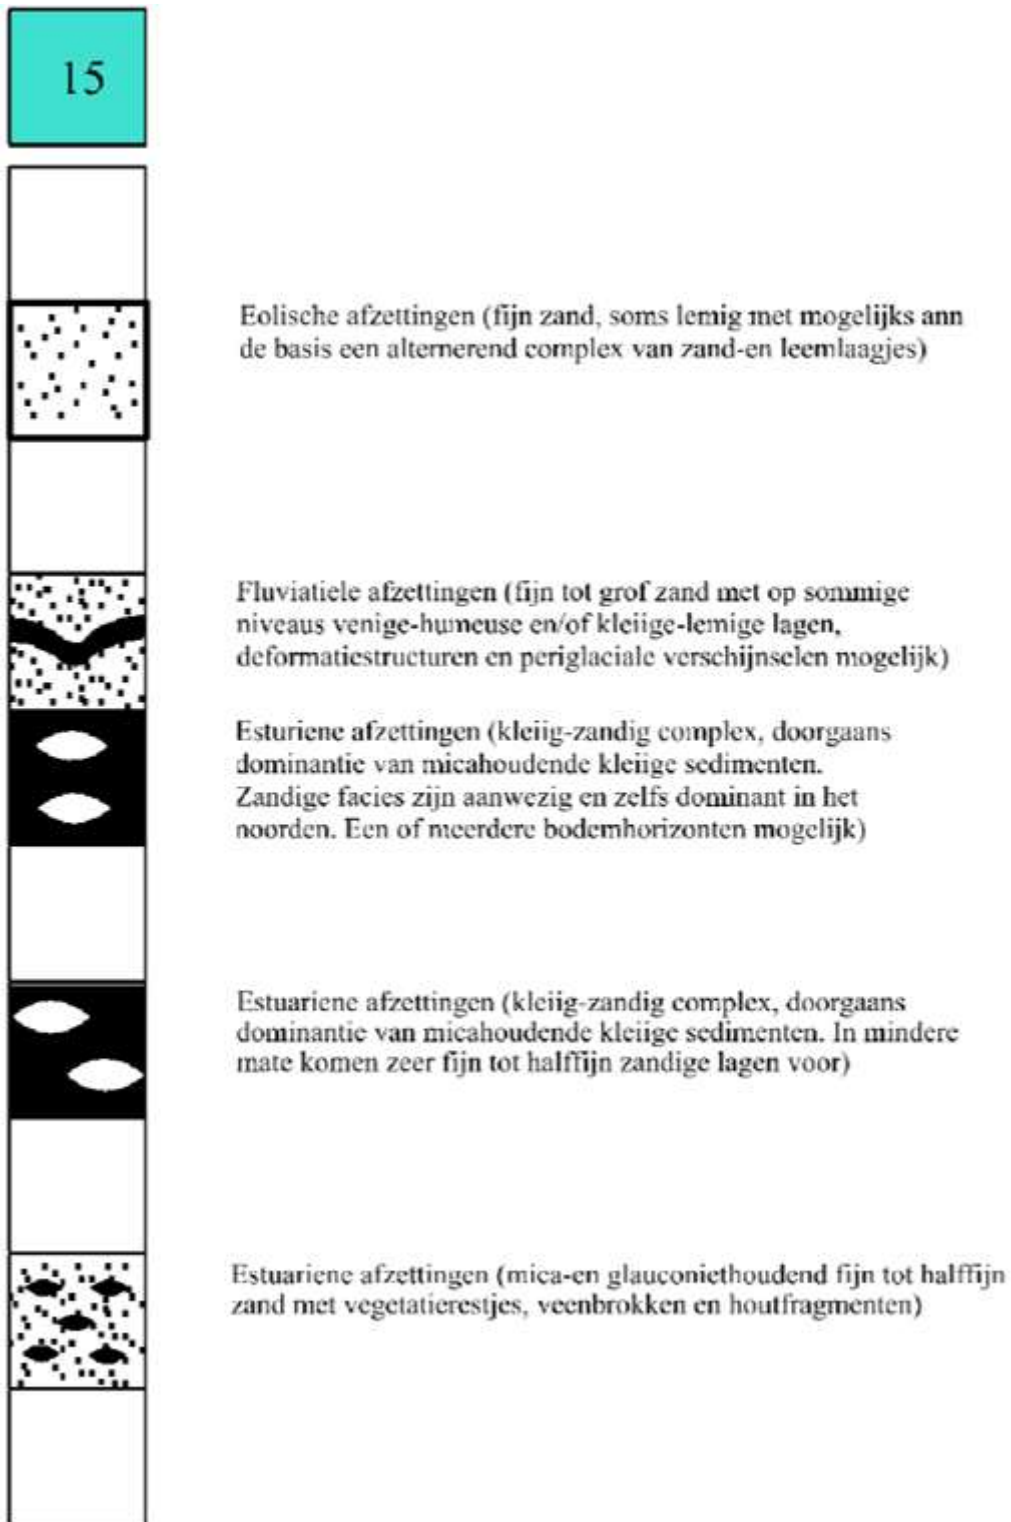 15
Eolische afzettingen (fijn zand, soms lemig met mogelijks ann
de basis een alternerend complex van zand-en leemlaagjes)
Fluviatiele afzettingen (fijn tot grof zand met op sommige
niveaus venige-humeuse en/of kleiige-lemige lagen,
deformatiestructuren en periglaciale verschijnselen mogelijk)
Esturiene afzettingen (kleiig-zandig complex, doorgaans
dominantie van micahoudende kleiige sedimenten.
Zandige facies zijn aanwezig en zelfs dominant in het
noorden. Een of meerdere bodemhorizonten mogelijk)
Estuariene afzettingen (kleiig-zandig complex, doorgaans
dominantie van micahoudende kleiige sedimenten. In mindere
mate komen zeer fijn tot halffijn zandige lagen voor)
Estuariene afzettingen (mica-en glauconiethoudend fijn tot halffijn
zand met vegetatierestjes, veenbrokken en houtfragmenten)